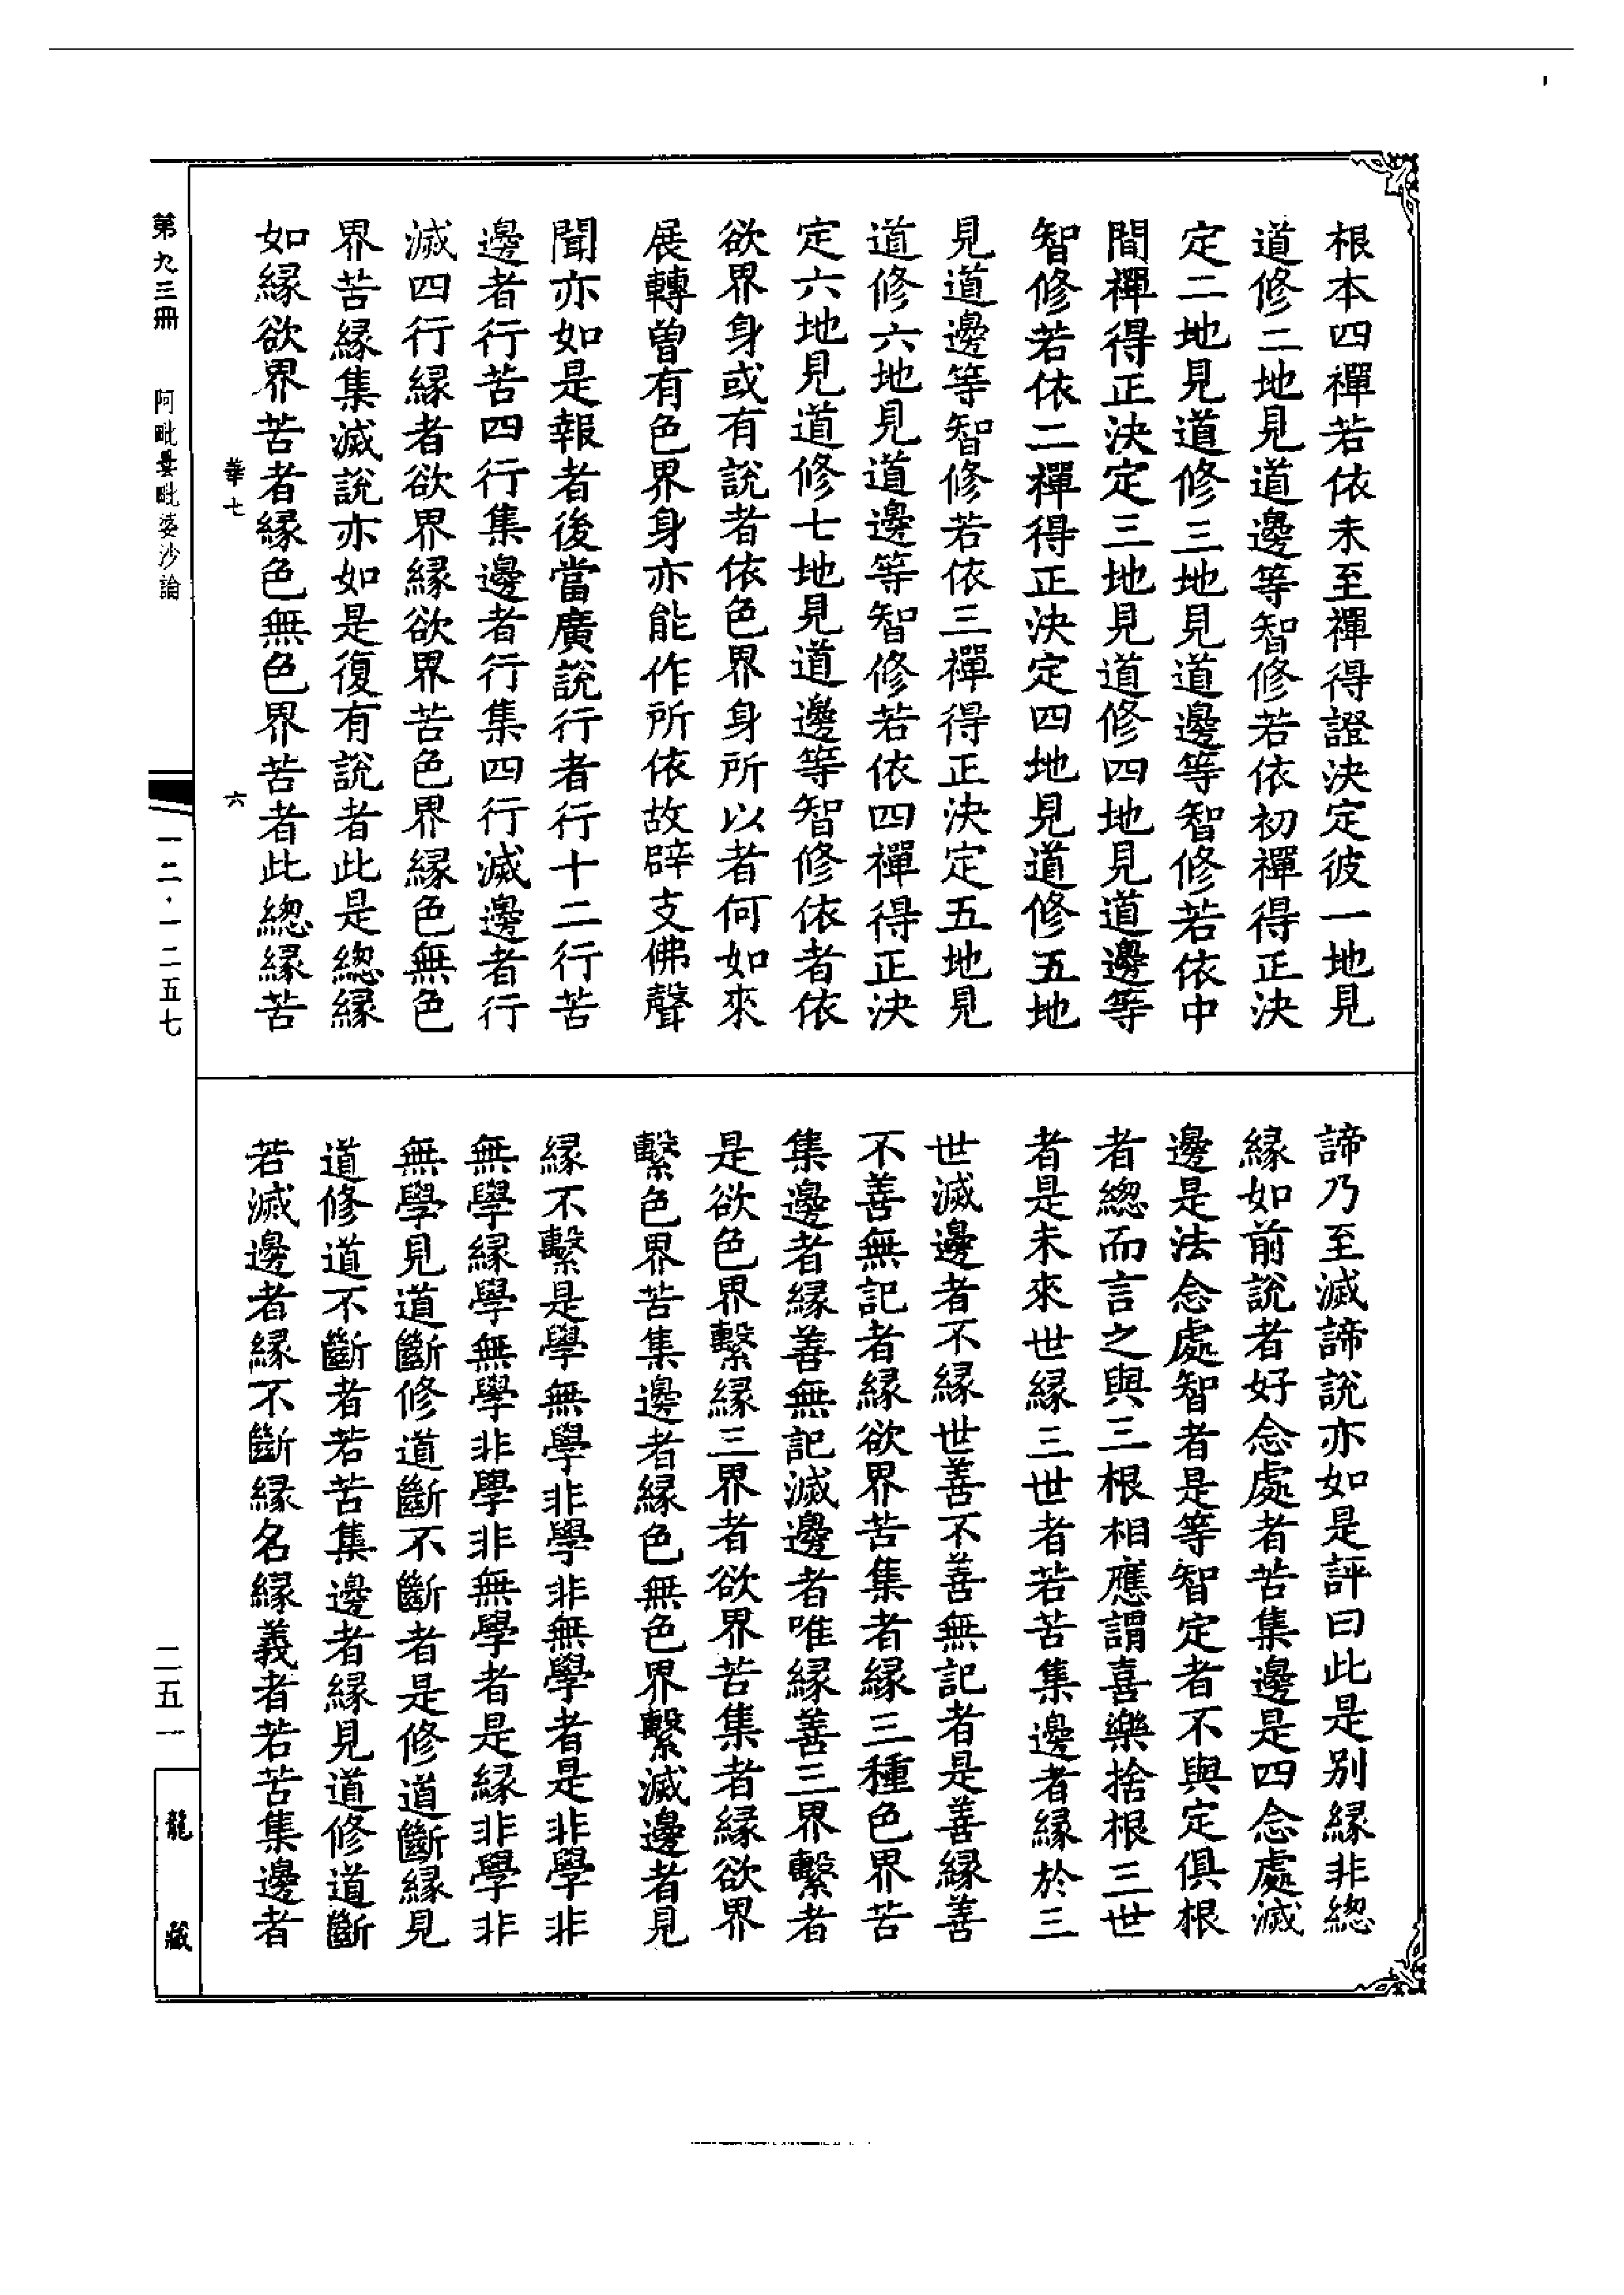 根本四禪若依未至禪得證決定彼一地見
道修二地見道邊等智修若依初禪得正決
定二地見道修三地見道邊等智修若依中
間禪得正決定三地見道修四地見道邊等
智修若依二禪得正決定四地見道修五地
見道邊等智修若依三禪得正決定五地見
道修六地見道邊等智修若依四禪得正決
定六地見道修七地見道邊等智修依者依
欲界身或有說者依色界身所以者何如來
展轉曾有色界身亦能作所依故辟支佛聲
聞亦如是報者後當廣說行者行十二行苦
邊者行苦四行集邊者行集四行滅邊者行
滅四行緣者欲界緣欲界苦色界緣色無色
界苦緣集滅說亦如是復有說者此是總緣
如緣欲界苦者緣色無色界苦者此總緣苦
諦乃至滅諦說亦如是評曰此是別緣非總
緣如前說者好念處者苦集邊是四念處滅
邊是法念處智者是等智定者不與定俱根
者總而言之與三根相應謂喜樂捨根三世
者是未來世緣三世者若苦集邊者緣於三
世滅邊者不緣世善不善無記者是善緣善
不善無記者緣欲界苦集者緣三種色界苦
集邊者緣善無記滅邊者唯緣善三界繫者
是欲色界繫緣三界者欲界苦集者緣欲界
繫色界苦集邊者緣色無色界繫滅邊者見
緣不繫是學無學非學非無學者是非學非
無學緣學無學非學非無學者是緣非學非
無學見道斷修道斷不斷者是修道斷緣見
道修道不斷者若苦集邊者緣見道修道斷
若滅邊者緣不斷緣名緣義者若苦集邊者
華七
六
第九三冊
阿毗曇毗婆沙論
一二·一二五七
二五一
龍藏